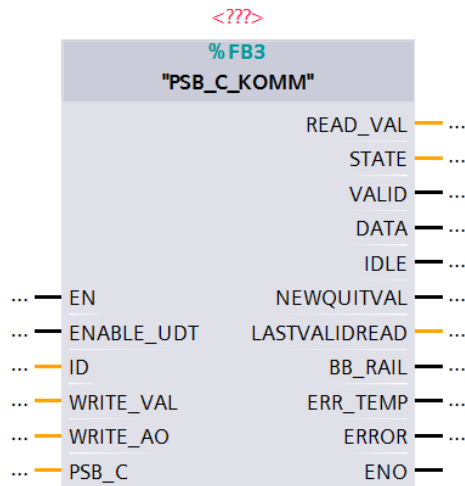 <???>
%FB3
"PSB_C_KOMM"
READ_VAL ...
STATE ...
VALID ...
DATA ...
IDLE ...
... EN NEWQUITVAL ...
... ENABLE_UDT LASTVALIDREAD ...
... ID BB_RAIL ...
... WRITE_VAL ERR_TEMP ...
... WRITE_AO ERROR ...
... PSB_C ENO